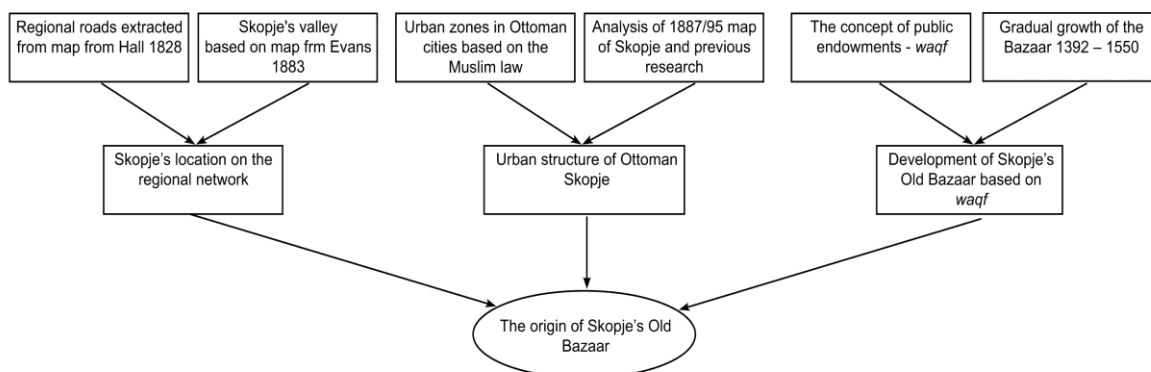 Regional roads extracted
from map from Hall 1828
Skopje's valley
based on map frm Evans
1883
Urban zones in Ottoman
cities based on the
Muslim law
Analysis of 1887/95 map
of Skopje and previous
research
The concept of public
endowments - waqf
Gradual growth of the
Bazaar 1392 – 1550
Skopje’s location on the
regional network
Urban structure of Ottoman
Skopje
Development of Skopje’s
Old Bazaar based on
waqf
The origin of Skopje’s Old
Bazaar